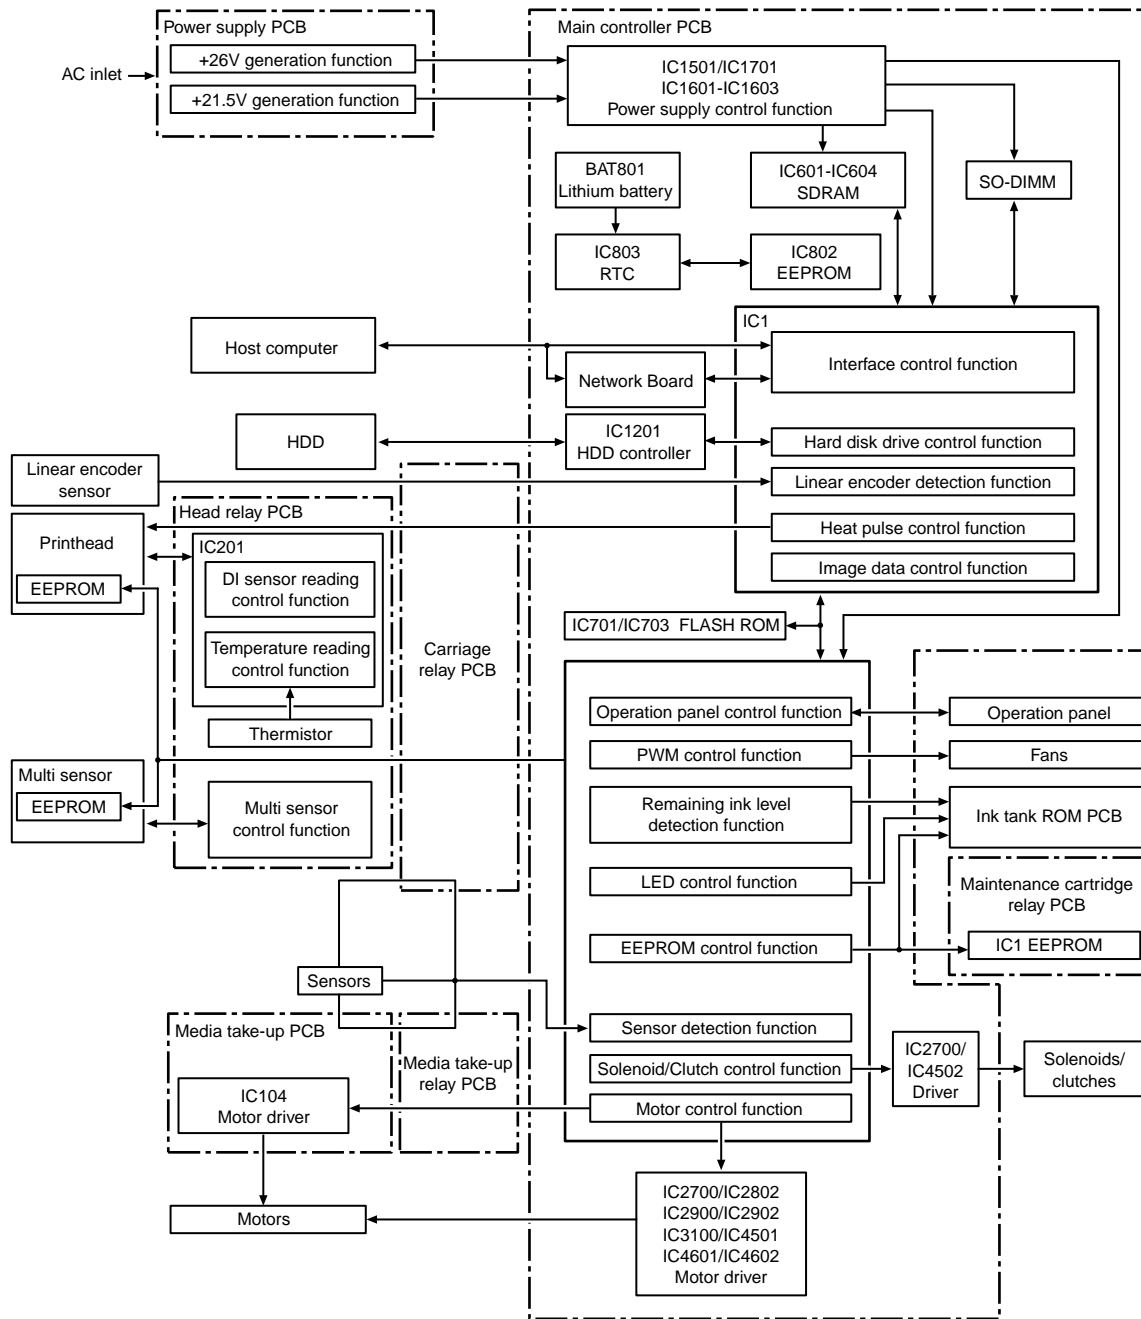 Power supply PCB
+26V generation function
AC inlet
+21.5V generation function
Main controller PCB
IC1501/IC1701
IC1601-IC1603
Power supply control function
BAT801
Lithium battery
IC601-IC604
SDRAM
SO-DIMM
IC803
RTC
IC802
EEPROM
IC1
Host computer
Interface control function
Network Board
HDD
IC1201
HDD controller
Hard disk drive control function
Linear encoder
sensor
Linear encoder detection function
Head relay PCB
Printhead
Heat pulse control function
IC201
EEPROM
DI sensor reading
control function
Image data control function
IC701/IC703  FLASH ROM
Temperature reading
control function
Carriage
relay PCB
Thermistor
Operation panel control function
Operation panel
PWM control function
Fans
Multi sensor
EEPROM
Multi sensor
control function
Remaining ink level
detection function
Ink tank ROM PCB
LED control function
Maintenance cartridge
relay PCB
EEPROM control function
IC1 EEPROM
Sensors
Media take-up PCB
Sensor detection function
Media take-up
relay PCB
Solenoid/Clutch control function
IC2700/
IC4502
Driver
Solenoids/
clutches
IC104
Motor driver
Motor control function
Motors
IC2700/IC2802
IC2900/IC2902
IC3100/IC4501
IC4601/IC4602
Motor driver